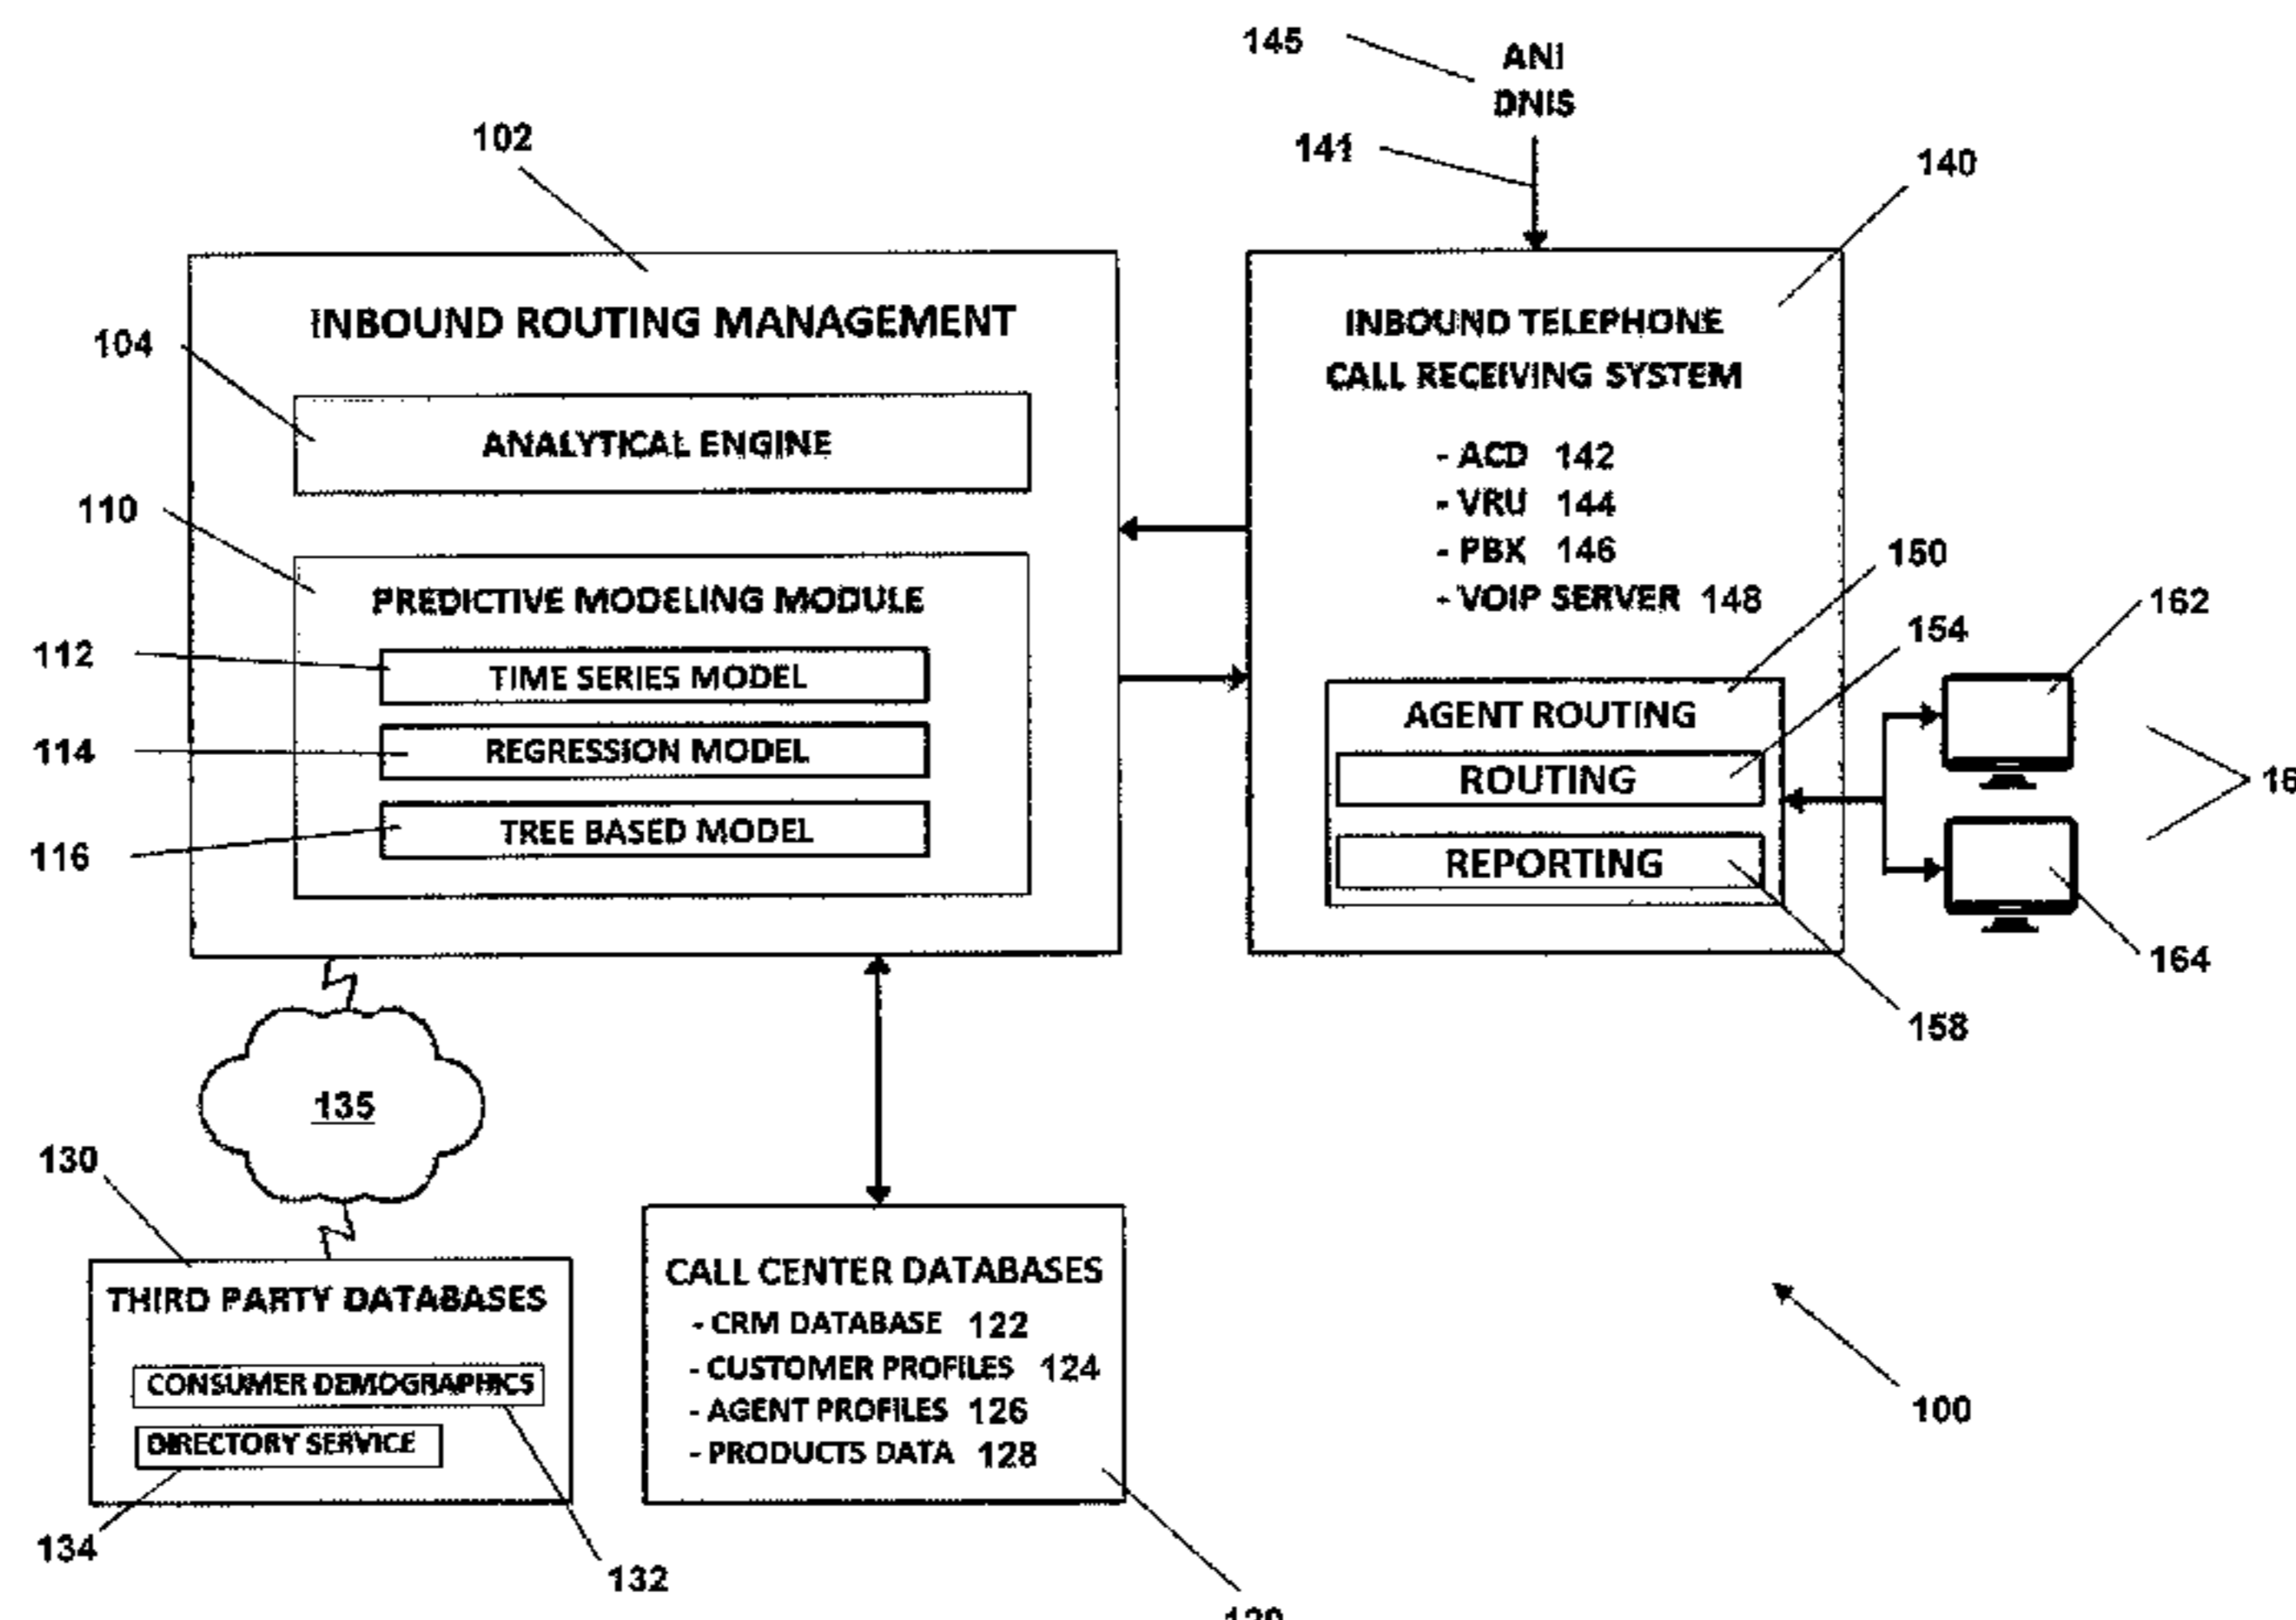 145
ANI
DNIS
141
102
140
INBOUND ROUTING MANAGEMENT
104
ANALYTICAL ENGINE
110
PREDICTIVE MODELING MODULE
112
TIME SERIES MODEL
114
REGRESSION MODEL
116
TREE BASED MODEL
INBOUND TELEPHONE
CALL RECEIVING SYSTEM
- ACD 142
- VRU 144
- PBX 146
- VOIP SERVER 148
150
154
AGENT ROUTING
ROUTING
REPORTING
162
164
158
135
130
THIRD PARTY DATABASES
CONSUMER DEMOGRAPHICS
DIRECTORY SERVICE
134
132
CALL CENTER DATABASES
- CRM DATABASE 122
- CUSTOMER PROFILES 124
- AGENT PROFILES 126
- PRODUCTS DATA 128
100